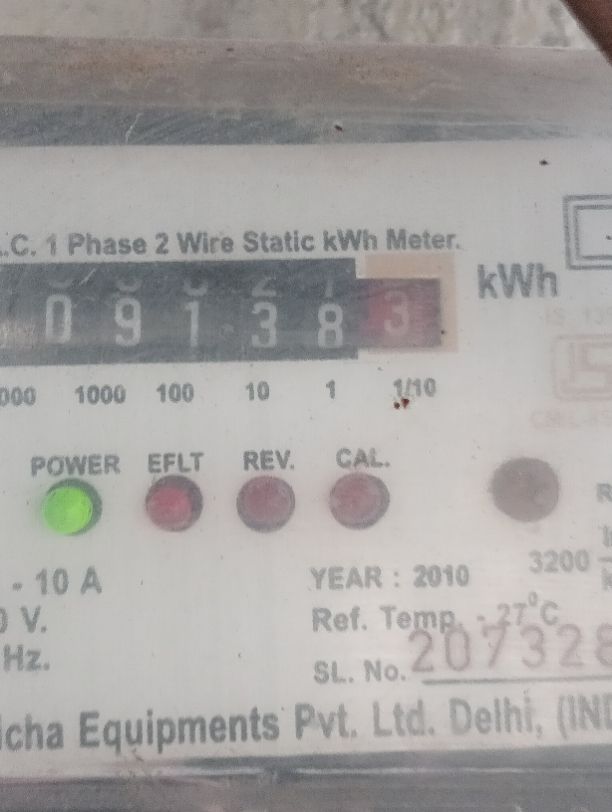 .C. 1 Phase 2 Wire Static kWh Meter.
0 9 1 3 8 3 kWh
000 1000 100 10 1 1/10
POWER EFLT REV. CAL.
- 10 A YEAR : 2010 3200
V. Ref. Temp. - 27°C
Hz. SL. No. 207328
icha Equipments Pvt. Ltd. Delhi, (IND